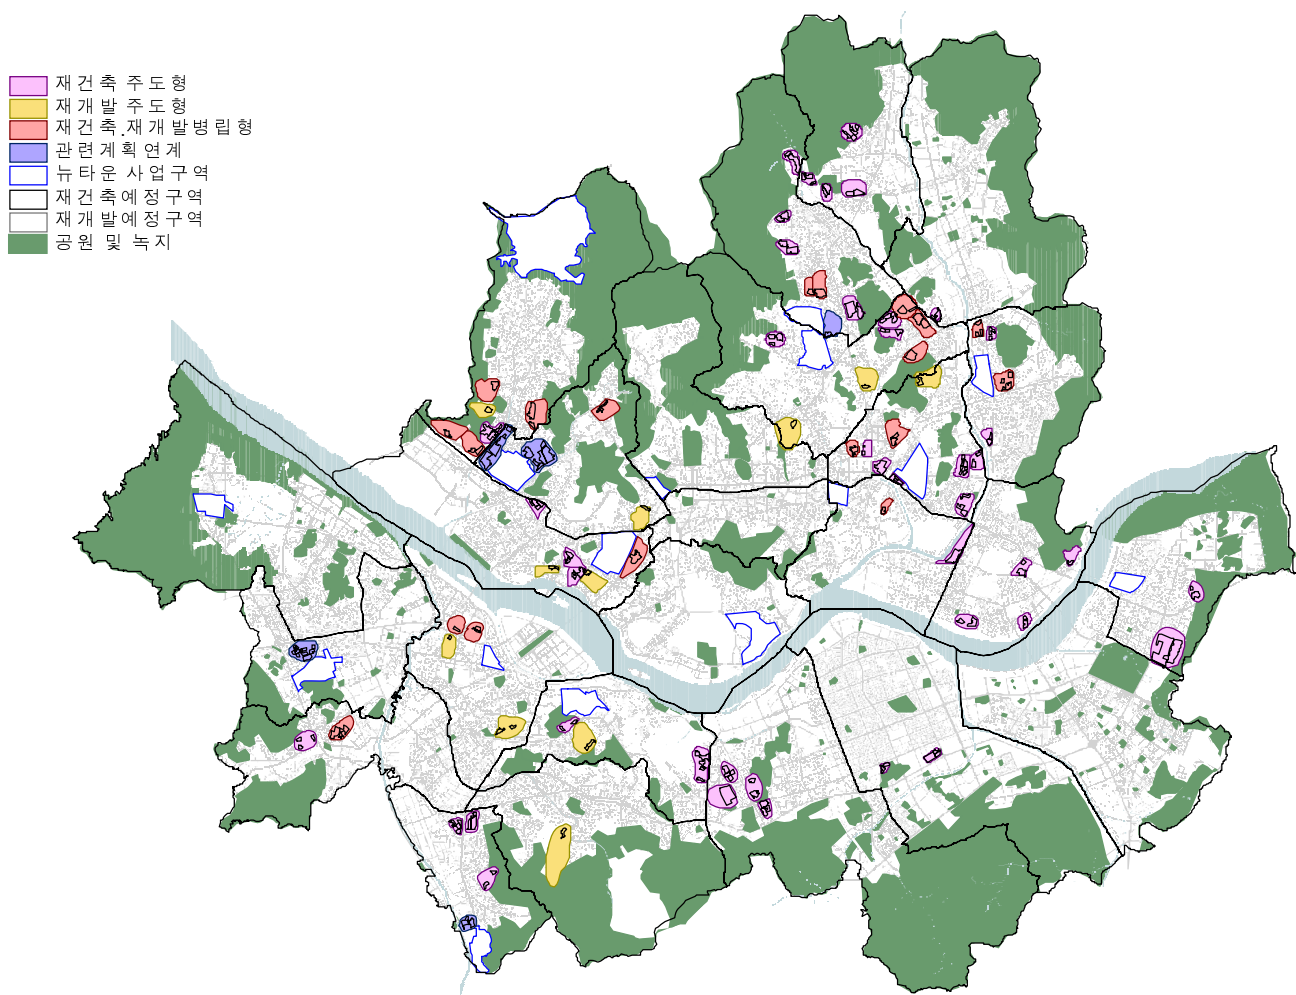 재건축 주도형
재개발 주도형
재건축.재개발병립형
관련계획연계
뉴타운 사업구역
재건축예정구역
재개발예정구역
공원 및 녹지